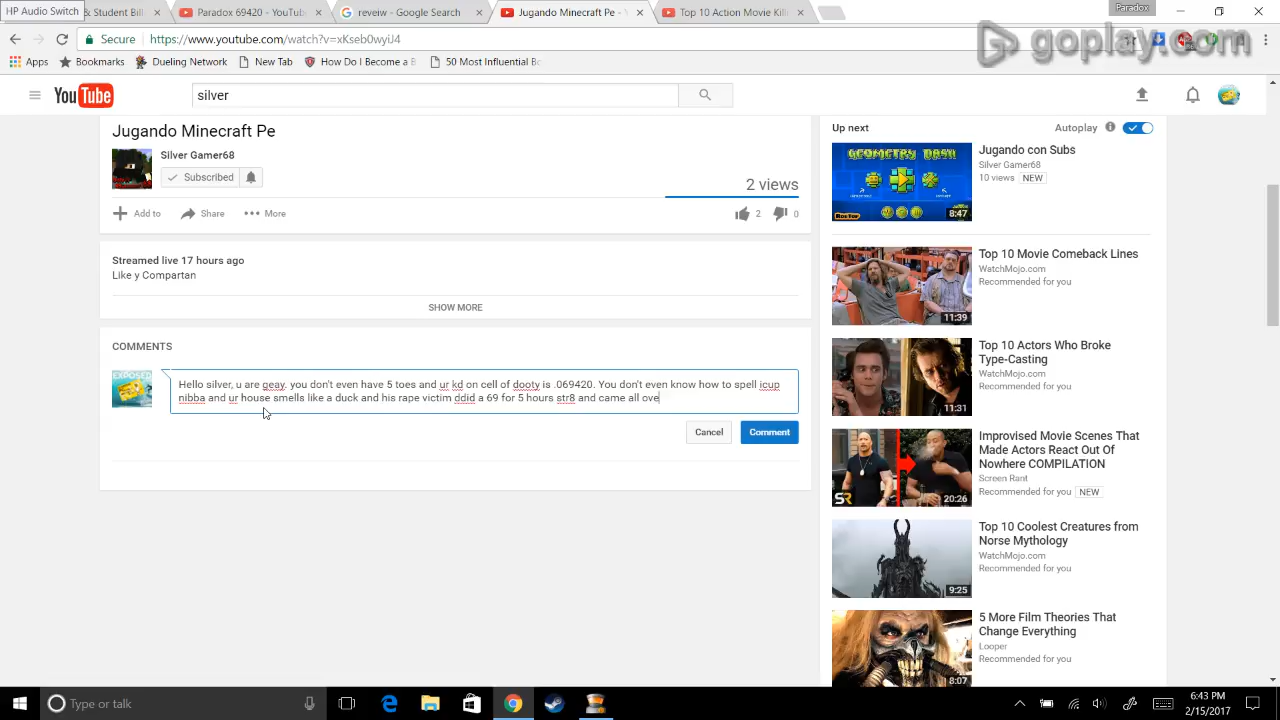 HP Audio Switch
Paradox 69420 - YouTub
review - Google Search
Jugando Minecraft Pe -
Top 10 Action Movie Killi
Paradox
Secure
https://www.youtube.com/watch?v=xKseb0wyiJ4
Apps
Bookmarks
Dulingo
New Tab
How Do I Become a B
50 Most Influential Bo
goplay.com
YouTube
silver
Jugando Minecraft Pe
Silver Gamer68
Subscribed
2 views
Add to
Share
More
2
0
Streamed live 17 hours ago
Like y Compartan
SHOW MORE
COMMENTS
EXPOSED
Hello silver, u are geay. You don't even have 5 toes and ur kd on cell of dooty is .069420. You don't even know how to spell icup
nibba and ur house smells like a duck and his rape victim ddid a 69 for 5 hours str8 and came all ove
Cancel
Comment
Up next
Autoplay
GEOMETRY DASH
RobTop
8:47
Jugando con Subs
Silver Gamer68
10 views NEW
11:39
Top 10 Movie Comeback Lines
WatchMojo.com
Recommended for you
11:31
Top 10 Actors Who Broke
Type-Casting
WatchMojo.com
Recommended for you
SR
20:26
Improvised Movie Scenes That
Made Actors React Out Of
Nowhere COMPILATION
Screen Rant
Recommended for you NEW
9:25
Top 10 Coolest Creatures from
Norse Mythology
WatchMojo.com
Recommended for you
8:07
5 More Film Theories That
Change Everything
Looper
Recommended for you
Type or talk
6:43 PM
2/15/2017